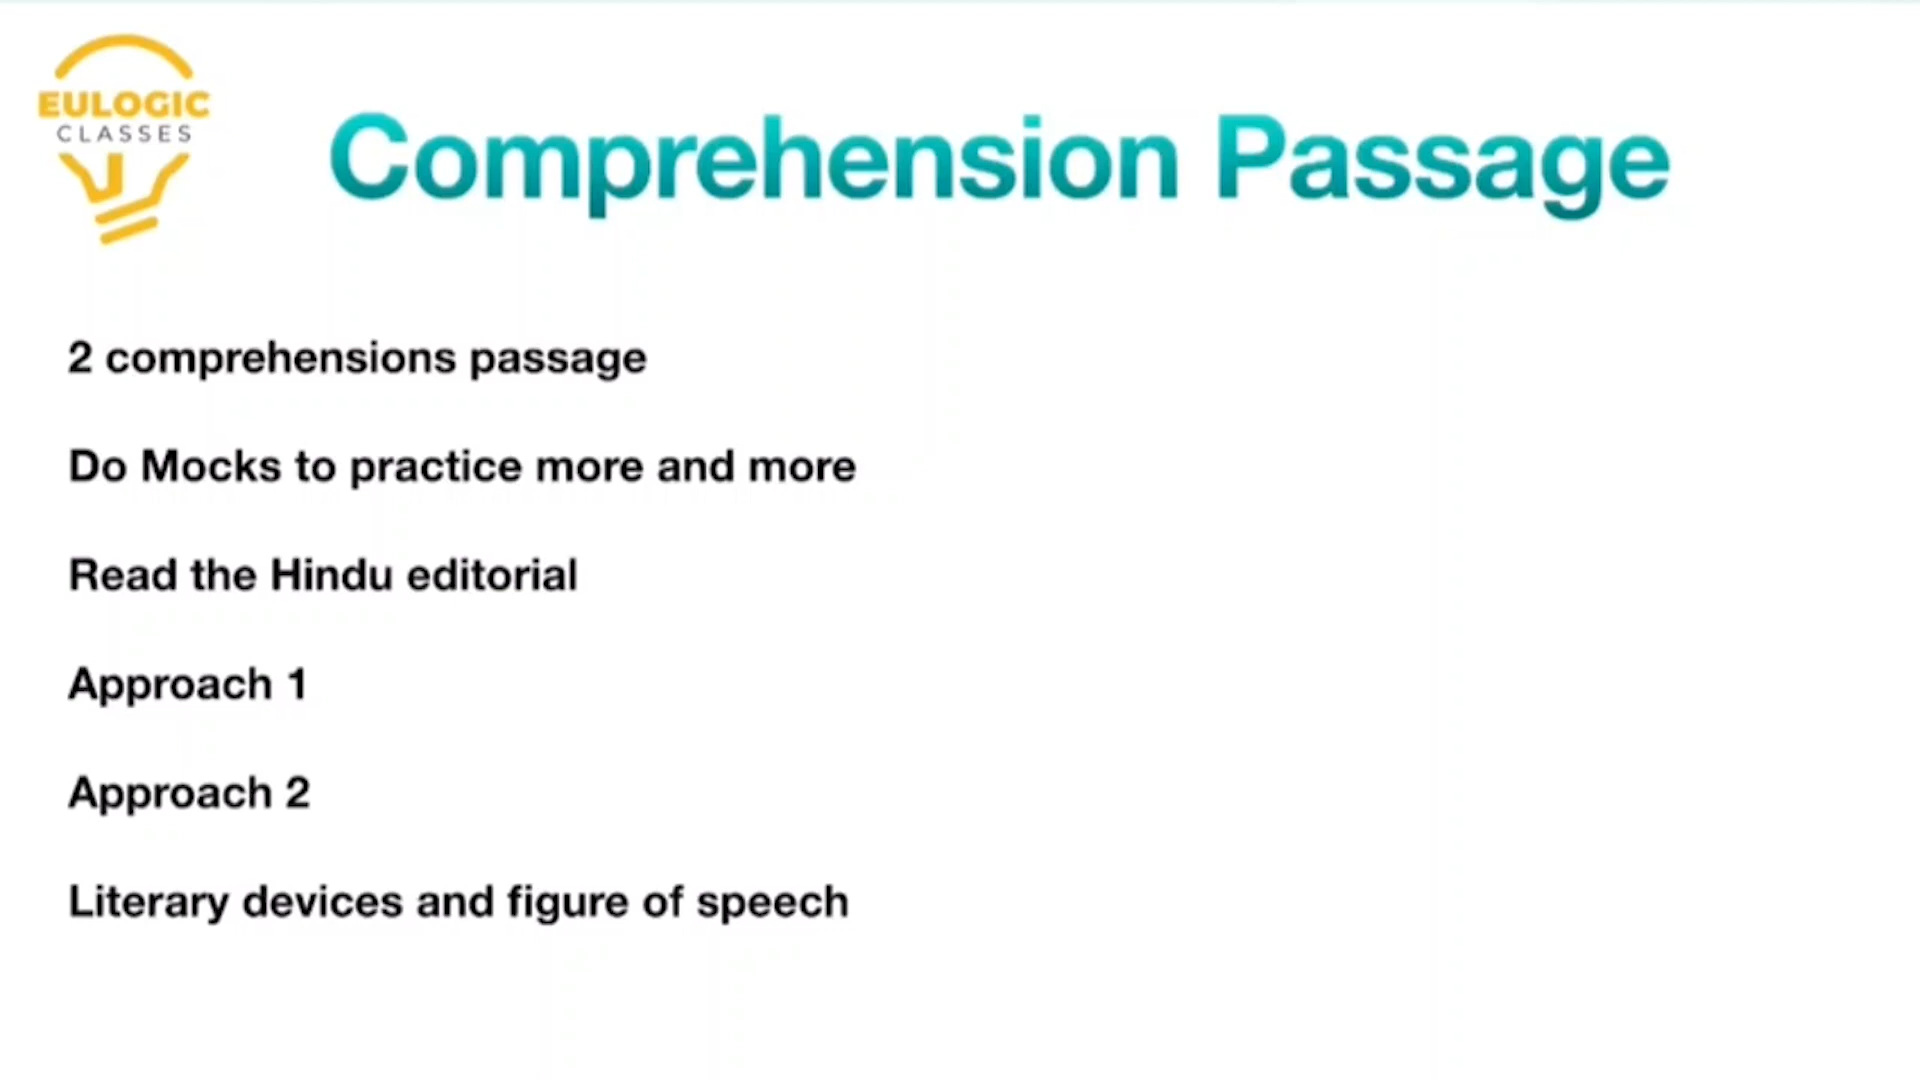 EULOGIC
CLASSES
Comprehension Passage
2 comprehensions passage
Do Mocks to practice more and more
Read the Hindu editorial
Approach 1
Approach 2
Literary devices and figure of speech